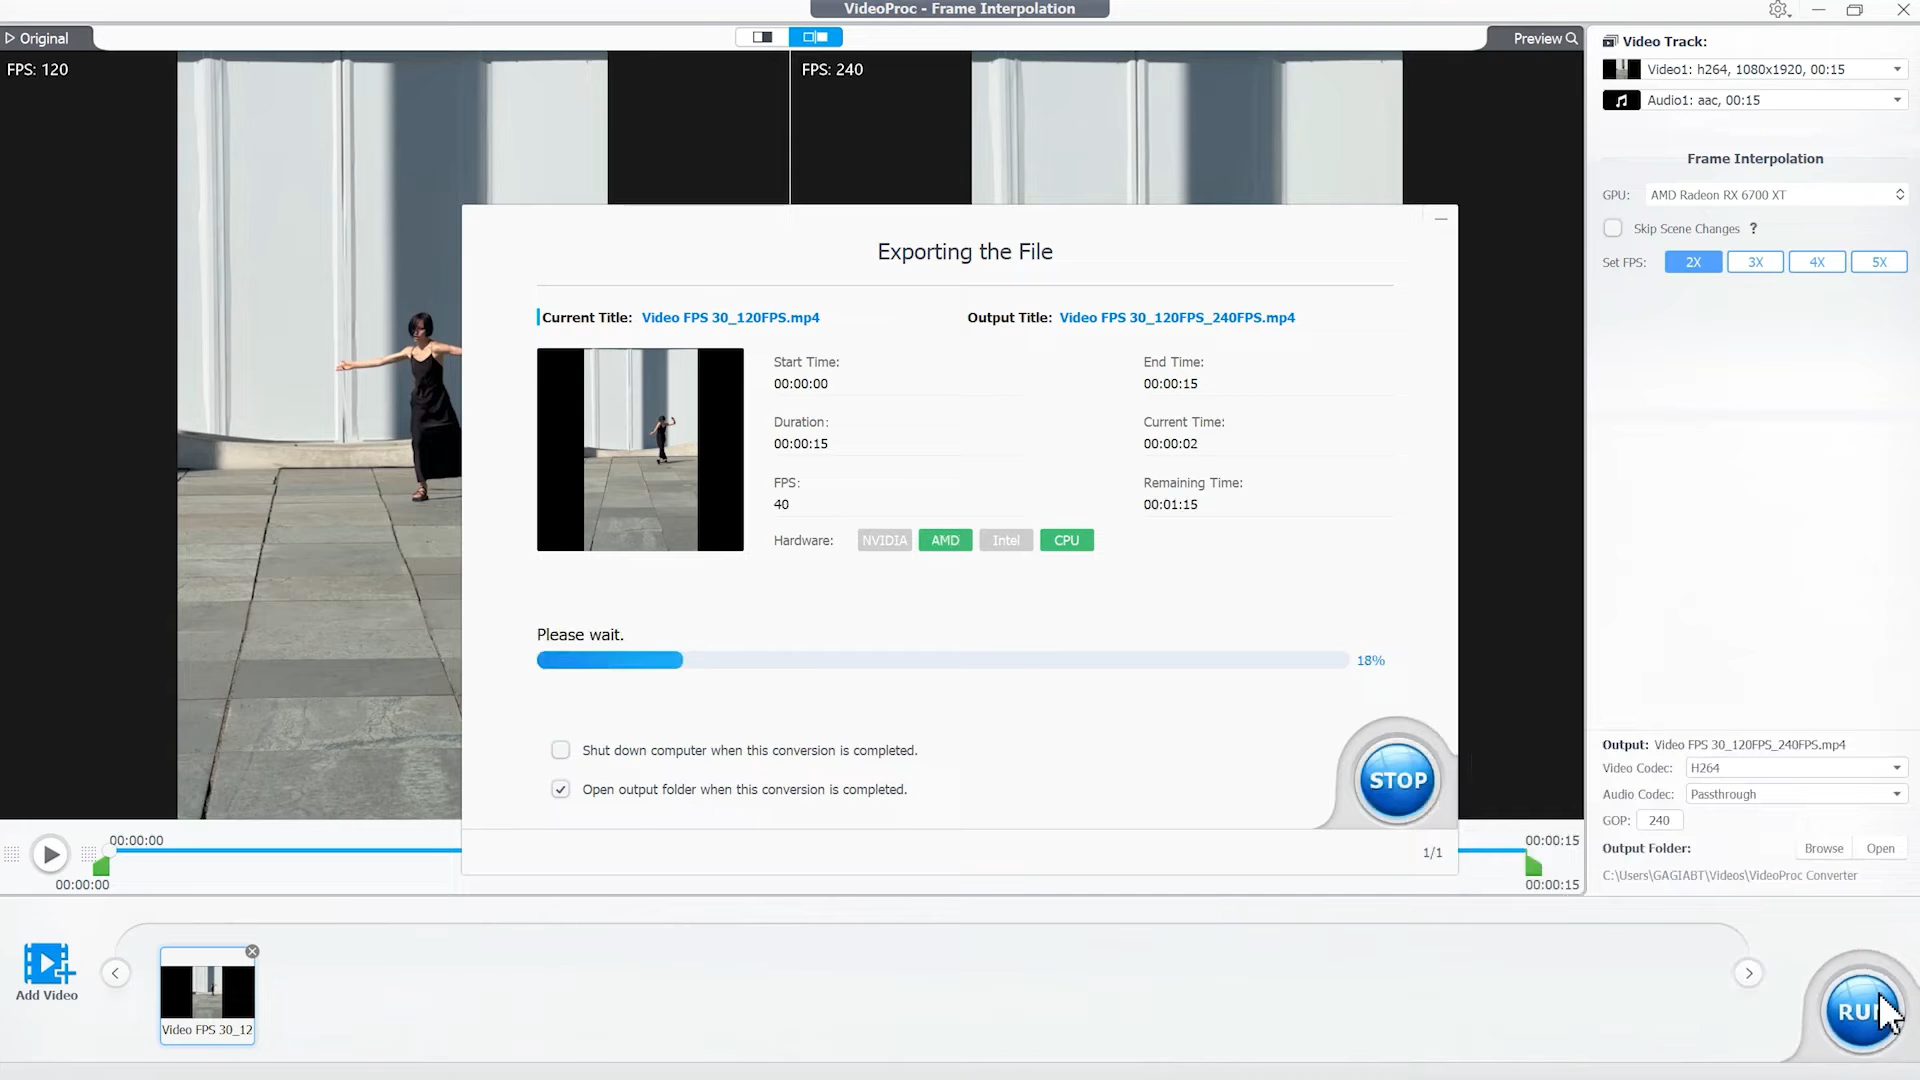 VideoProc - Frame Interpolation
Original
Preview
FPS: 120
FPS: 240
Video Track:
Video1: h264, 1080x1920, 00:15
Audio1: aac, 00:15
Frame Interpolation
GPU: AMD Radeon RX 6700 XT
Skip Scene Changes ?
Set FPS: 2X 3X 4X 5X
Exporting the File
Current Title: Video FPS 30_120FPS.mp4
Output Title: Video FPS 30_120FPS_240FPS.mp4
Start Time:
00:00:00
End Time:
00:00:15
Duration:
00:00:15
Current Time:
00:00:02
FPS:
40
Remaining Time:
00:01:15
Hardware: NVIDIA AMD Intel CPU
Please wait.
18%
Shut down computer when this conversion is completed.
Open output folder when this conversion is completed.
STOP
1/1
Output: Video FPS 30_120FPS_240FPS.mp4
Video Codec: H264
Audio Codec: Passthrough
GOP: 240
Output Folder: Browse Open
C:\Users\GAGIABT\Videos\VideoProc Converter
00:00:00
00:00:00
00:00:15
00:00:15
Add Video
Video FPS 30_12
RU